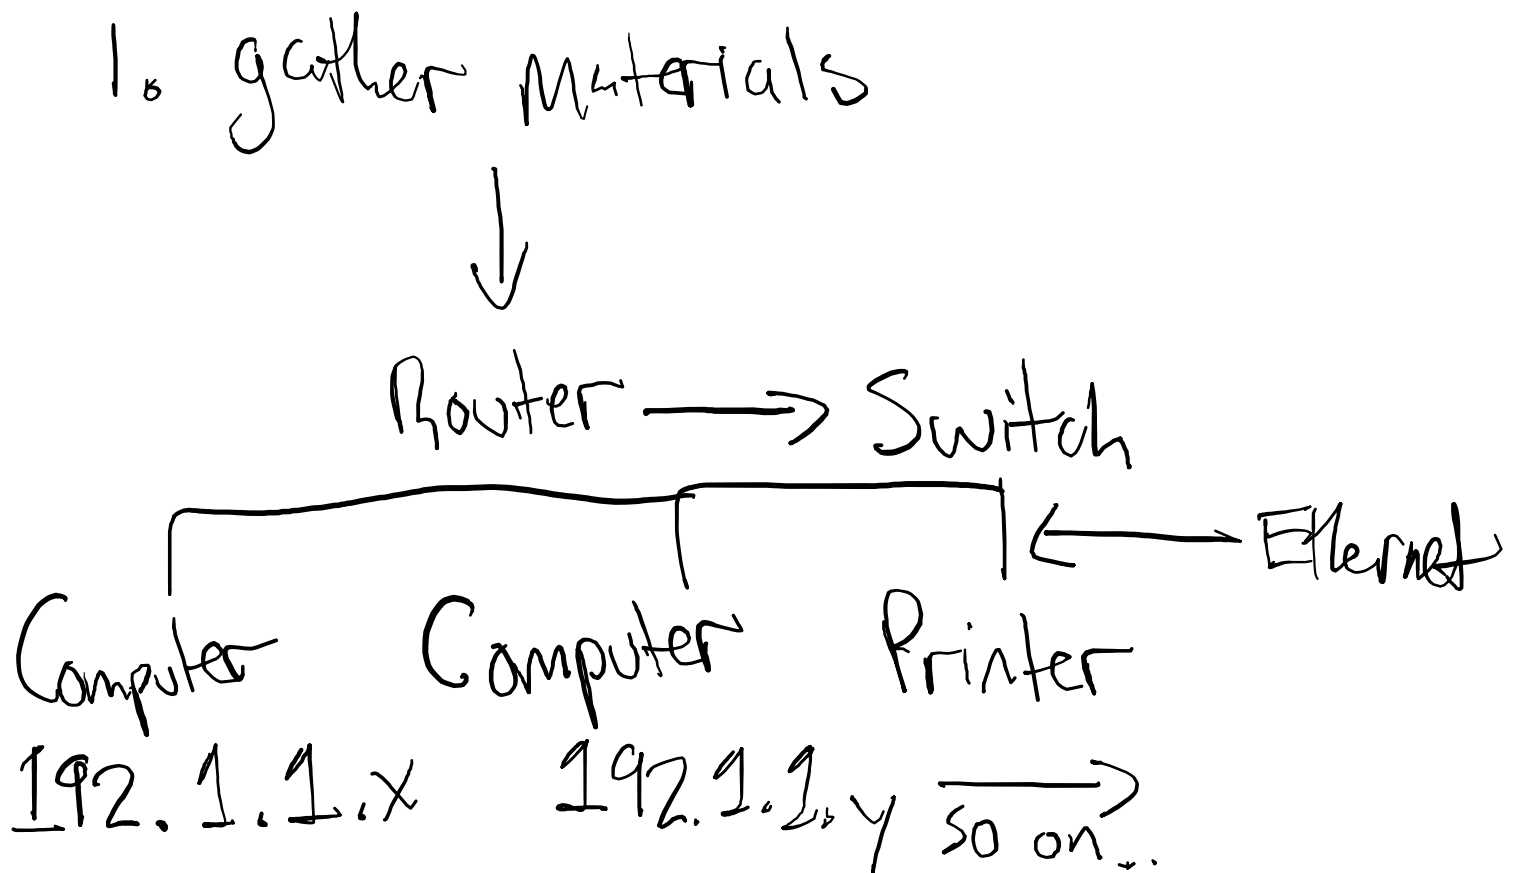 1. gather materials
Router → Switch
Ethernet
Computer Computer Printer
192.1.1.x 192.1.1.y →
so on...